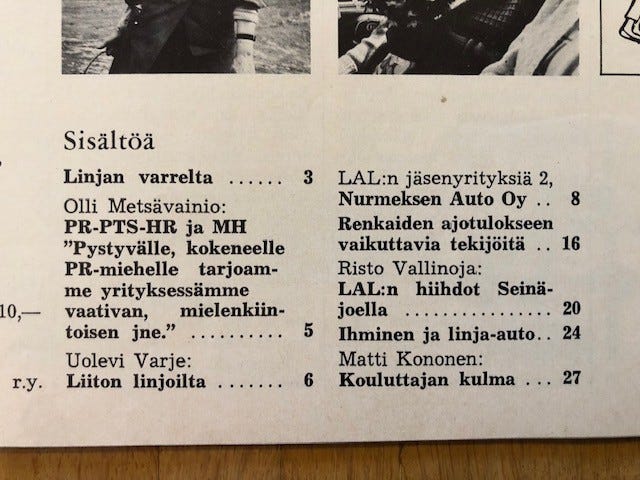 Sisältöä
Linjan varrelta ...... 3
Olli Metsävainio:
PR-PTS-HR ja MH
”Pystyvälle, kokeneelle
PR-miehelle tarjoam-
me yrityksessämme
vaativan, mielenkiin-
toisen jne.” .......... 5
Uolevi Varje:
Liiton linjoilta ....... 6
LAL:n jäsenyrityksiä 2,
Nurmeksen Auto Oy .. 8
Renkaiden ajotulokseen
vaikuttavia tekijöitä .. 16
Risto Vallinoja:
LAL:n hiihdot Seinä-
joella .............. 20
Ihminen ja linja-auto.. 24
Matti Kononen:
Kouluttajan kulma ... 27
10,—
r.y.